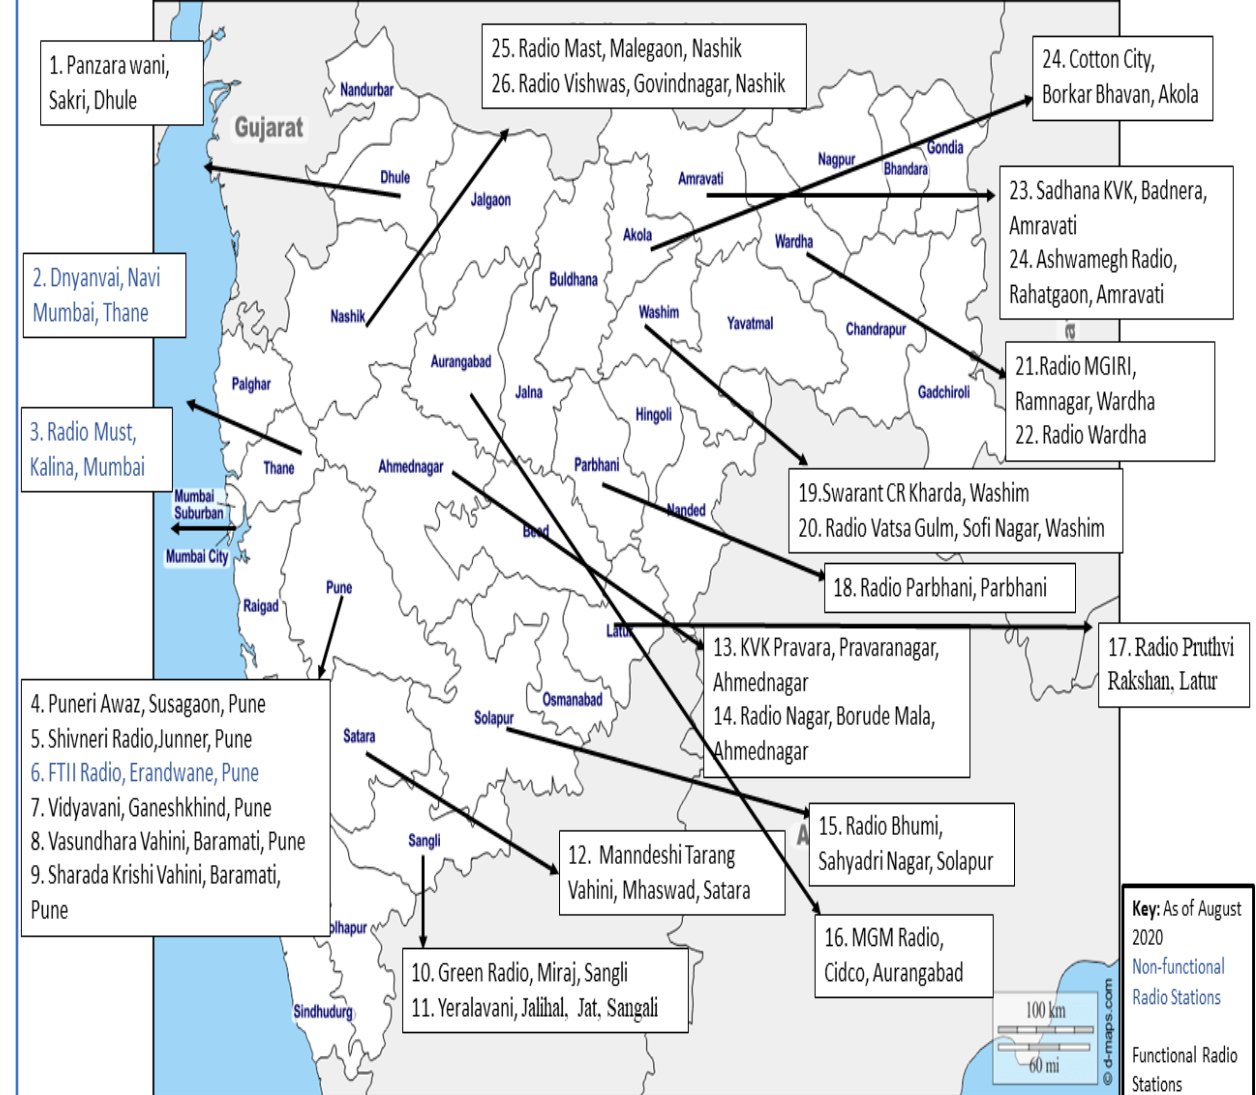 1. Panzara wani,
Sakri, Dhule
25. Radio Mast, Malegaon, Nashik
26. Radio Vishwas, Govindnagar, Nashik
24. Cotton City,
Borkar Bhavan, Akola
Nandurbar
Gujarat
Dhule
Jalgaon
Amravati
Nagpur
Bhandara
Gondia
23. Sadhana KVK, Badnera,
Amravati
24. Ashwamegh Radio,
Rahatgaon, Amravati
2. Dnyanvai, Navi
Mumbai, Thane
Akola
Wardha
Buldhana
Nashik
Washim
Yavatmal
Chandrapur
Aurangabad
Palghar
Jalna
Hingoli
Gadchiroli
21.Radio MGIRI,
Ramnagar, Wardha
22. Radio Wardha
3. Radio Must,
Kalina, Mumbai
Thane
Ahmednagar
Parbhani
Mumbai
Suburban
Nanded
Beed
Mumbai City
19.Swarant CR Kharda, Washim
20. Radio Vatsa Gulm, Sofi Nagar, Washim
Pune
Raigad
18. Radio Parbhani, Parbhani
Latur
13. KVK Pravara, Pravaranagar,
Ahmednagar
14. Radio Nagar, Borude Mala,
Ahmednagar
17. Radio Pruthvi
Rakshan, Latur
4. Puneri Awaz, Susagaon, Pune
5. Shivneri Radio,Junner, Pune
6. FTII Radio, Erandwane, Pune
7. Vidyavani, Ganeshkhind, Pune
8. Vasundhara Vahini, Baramati, Pune
9. Sharada Krishi Vahini, Baramati,
Pune
Osmanabad
Solapur
Satara
Sangli
15. Radio Bhumi,
Sahyadri Nagar, Solapur
12. Manndeshi Tarang
Vahini, Mhaswad, Satara
olhapur
16. MGM Radio,
Cidco, Aurangabad
10. Green Radio, Miraj, Sangli
11. Yeralavani, Jalihal, Jat, Sangali
Sindhudurg
100 km
60 mi
© d-maps.com
Key: As of August
2020
Non-functional
Radio Stations
Functional Radio
Stations